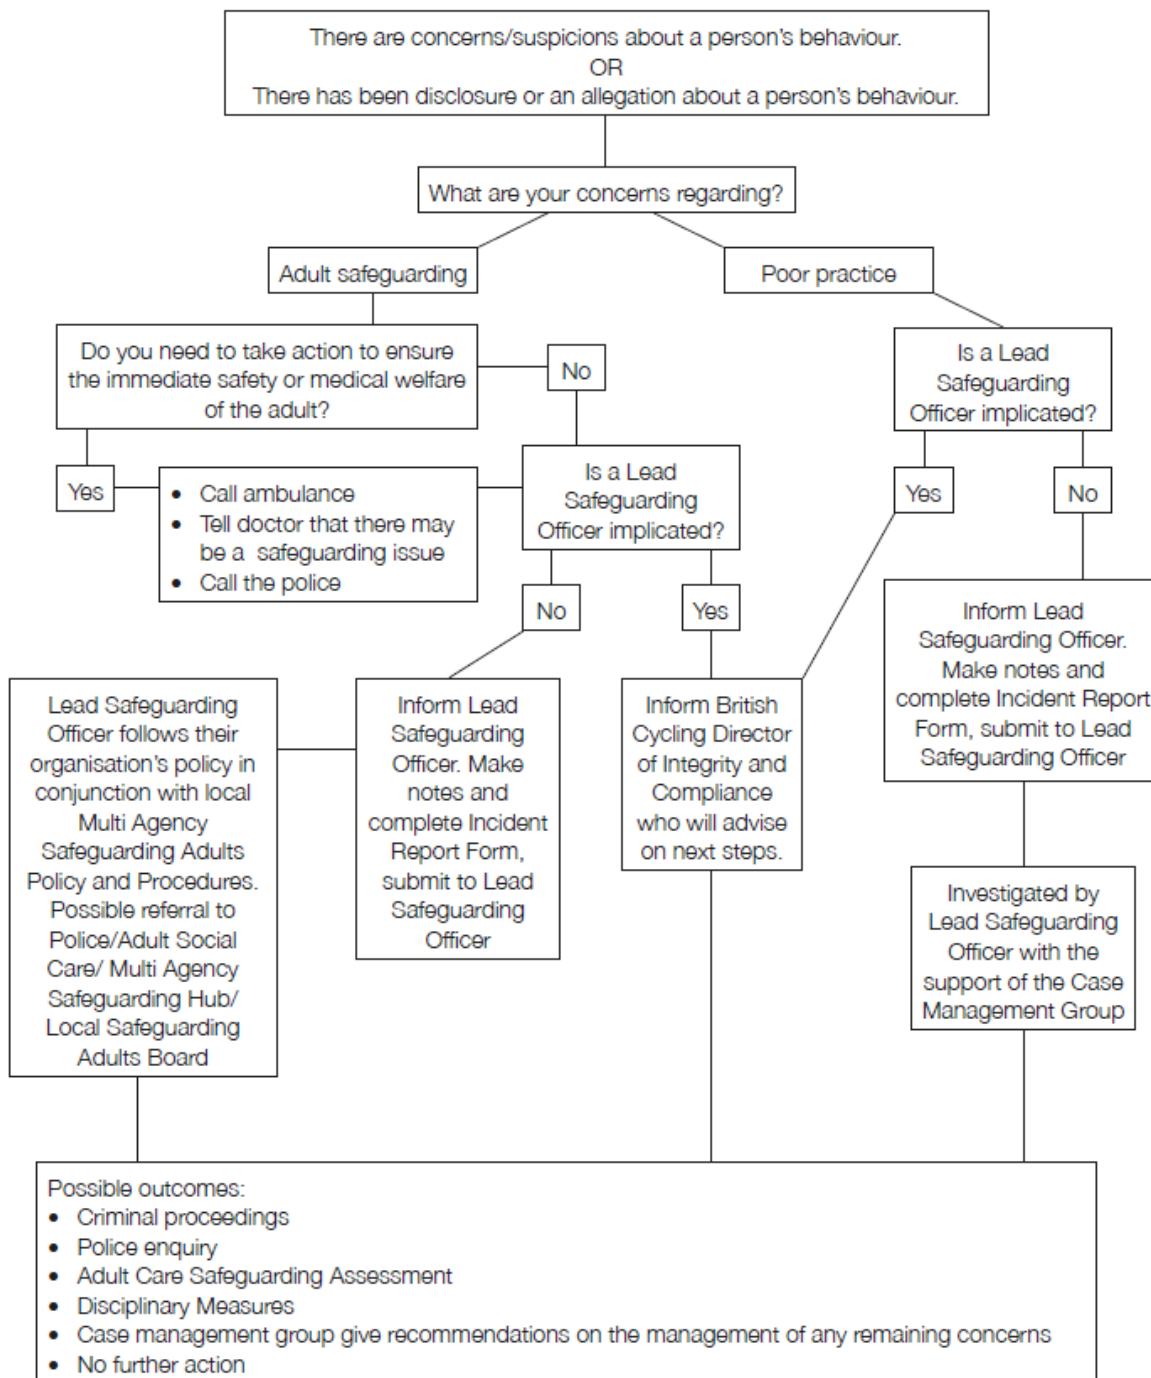 There are concerns/suspicions about a person's behaviour.
OR
There has been disclosure or an allegation about a person's behaviour.
What are your concerns regarding?
Adult safeguarding
Poor practice
Do you need to take action to ensure
the immediate safety or medical welfare
of the adult?
No
Is a Lead
Safeguarding
Officer implicated?
Yes
• Call ambulance
• Tell doctor that there may
be a safeguarding issue
• Call the police
Is a Lead
Safeguarding
Officer implicated?
Yes
No
No
Yes
Lead Safeguarding
Officer follows their
organisation's policy in
conjunction with local
Multi Agency
Safeguarding Adults
Policy and Procedures.
Possible referral to
Police/Adult Social
Care/ Multi Agency
Safeguarding Hub/
Local Safeguarding
Adults Board
Inform Lead
Safeguarding
Officer. Make
notes and
complete Incident
Report Form,
submit to Lead
Safeguarding
Officer
Inform British
Cycling Director
of Integrity and
Compliance
who will advise
on next steps.
Inform Lead
Safeguarding Officer.
Make notes and
complete Incident Report
Form, submit to Lead
Safeguarding Officer
Investigated by
Lead Safeguarding
Officer with the
support of the Case
Management Group
Possible outcomes:
• Criminal proceedings
• Police enquiry
• Adult Care Safeguarding Assessment
• Disciplinary Measures
• Case management group give recommendations on the management of any remaining concerns
• No further action